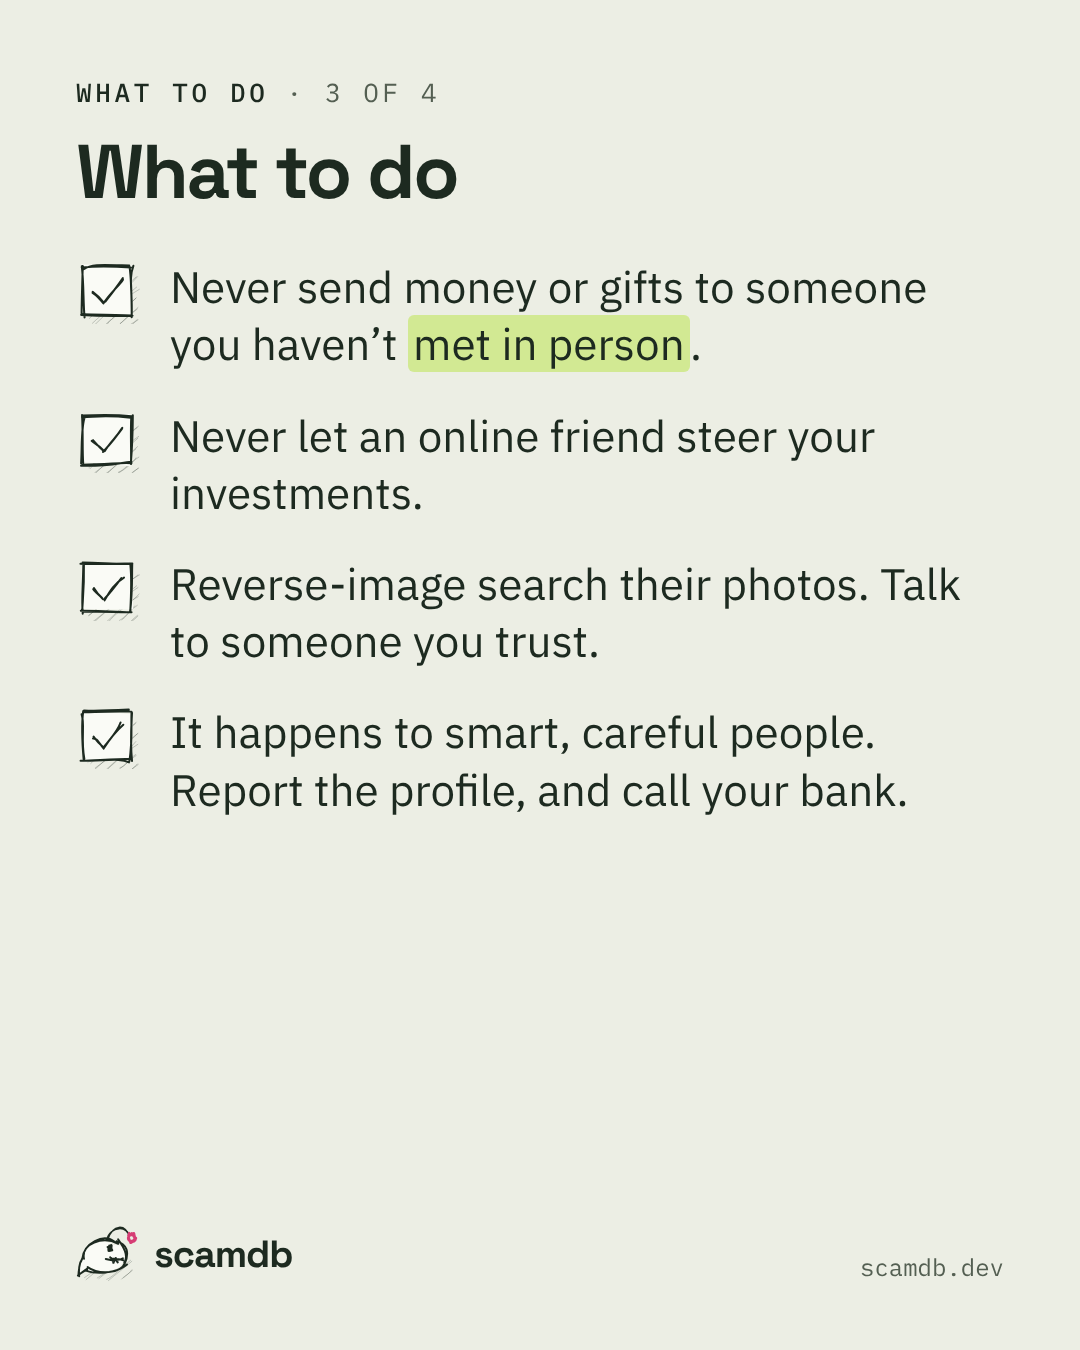 WHAT TO DO · 3 OF 4
What to do
Never send money or gifts to someone
you haven’t met in person.
Never let an online friend steer your
investments.
Reverse-image search their photos. Talk
to someone you trust.
It happens to smart, careful people.
Report the profile, and call your bank.
scamdb
scamdb.dev